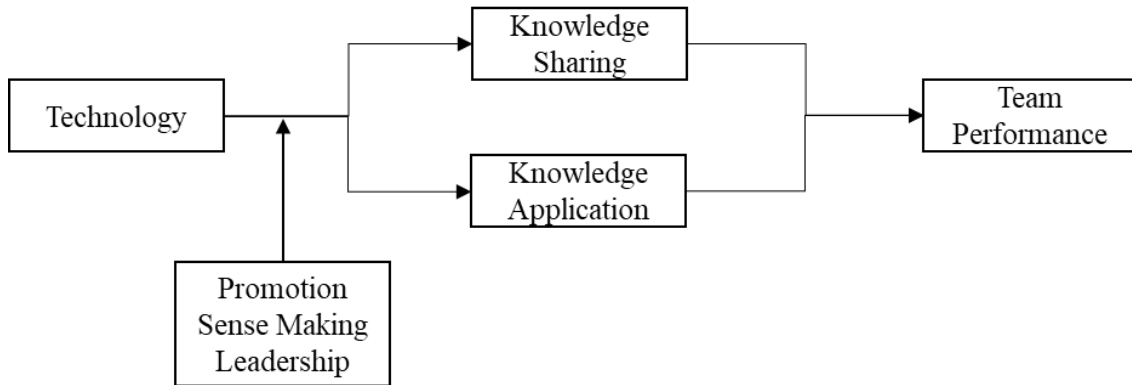 Knowledge
Sharing
Technology
Team
Performance
Knowledge
Application
Promotion
Sense Making
Leadership